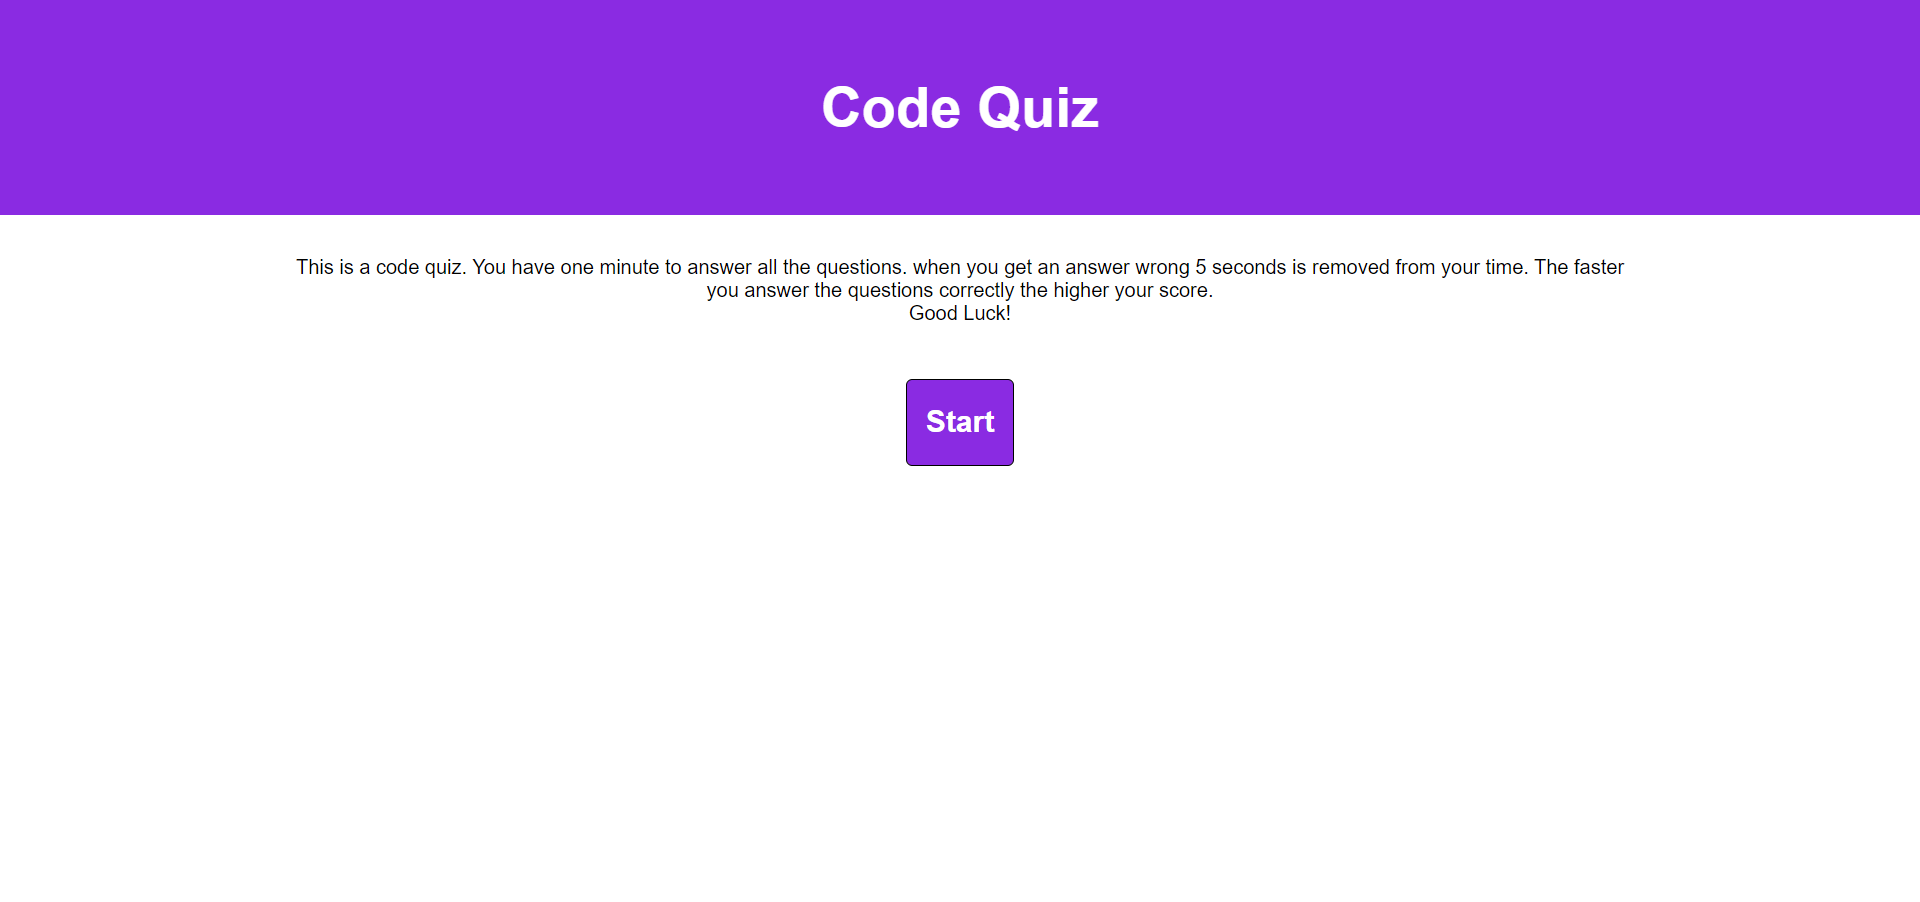 Code Quiz
This is a code quiz. You have one minute to answer all the questions. when you get an answer wrong 5 seconds is removed from your time. The faster
you answer the questions correctly the higher your score.
Good Luck!
Start